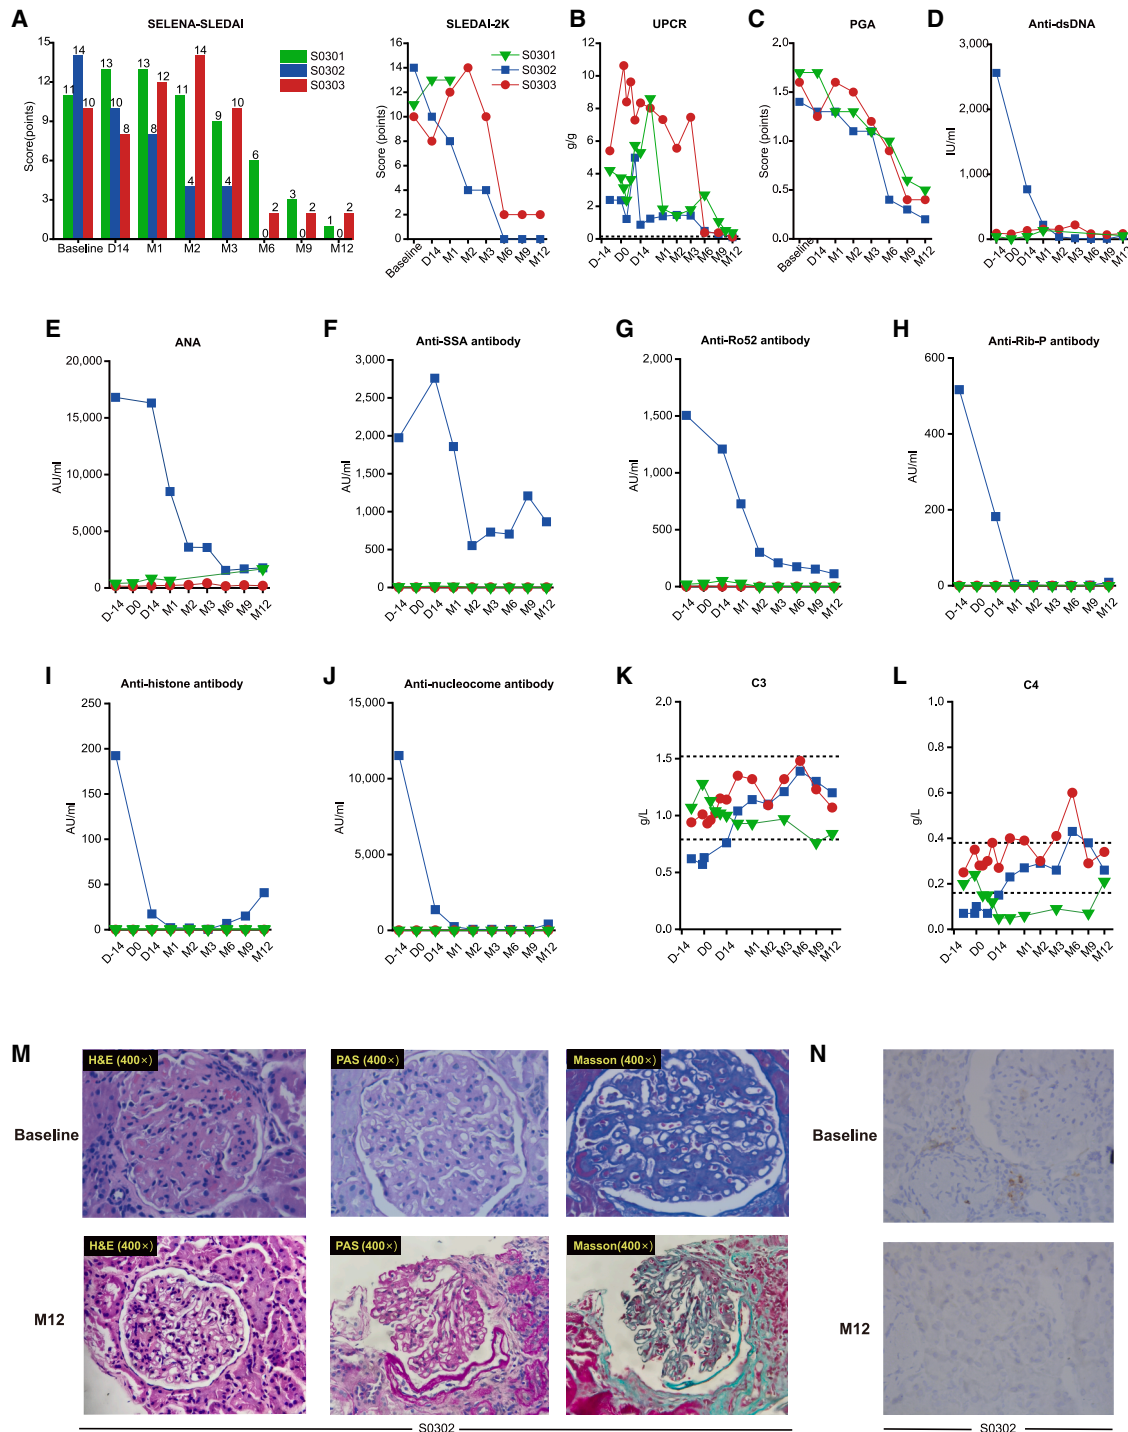 A
SELENA-SLEDAI
Score(points)
15
12
9
6
3
0
11 14 10
13 10 8
13 8 12
11 4 14
9 4 10
6 0 2
3 0 2
1 0 2
Baseline D14 M1 M2 M3 M6 M9 M12
S0301
S0302
S0303
SLEDAI-2K
Score (points)
16
14
12
10
8
6
4
2
0
Baseline D14 M1 M2 M3 M6 M9 M12
S0301
S0302
S0303
B
UPCR
g/g
12
10
8
6
4
2
0
D-14 D0 D14 M1 M2 M3 M6 M9 M12
C
PGA
Score (points)
2.0
1.5
1.0
0.5
0.0
Baseline D14 M1 M2 M3 M6 M9 M12
D
Anti-dsDNA
IU/ml
3,000
2,000
1,000
0
D-14 D0 D14 M1 M2 M3 M6 M9 M12
E
ANA
AU/ml
20,000
15,000
10,000
5,000
0
D-14 D0 D14 M1 M2 M3 M6 M9 M12
F
Anti-SSA antibody
AU/ml
3,000
2,500
2,000
1,500
1,000
500
0
D-14 D0 D14 M1 M2 M3 M6 M9 M12
G
Anti-Ro52 antibody
AU/ml
2,000
1,500
1,000
500
0
D-14 D0 D14 M1 M2 M3 M6 M9 M12
H
Anti-Rib-P antibody
AU/ml
600
400
200
0
D-14 D0 D14 M1 M2 M3 M6 M9 M12
I
Anti-histone antibody
AU/ml
250
200
150
100
50
0
D-14 D0 D14 M1 M2 M3 M6 M9 M12
J
Anti-nucleocome antibody
AU/ml
15,000
10,000
5,000
0
D-14 D0 D14 M1 M2 M3 M6 M9 M12
K
C3
g/L
2.0
1.5
1.0
0.5
0.0
D-14 D0 D14 M1 M2 M3 M6 M9 M12
L
C4
g/L
1.0
0.8
0.6
0.4
0.2
0.0
D-14 D0 D14 M1 M2 M3 M6 M9 M12
M
Baseline
H&E (400×)
PAS (400×)
Masson (400×)
M12
H&E (400×)
PAS (400×)
Masson(400×)
S0302
N
Baseline
M12
S0302